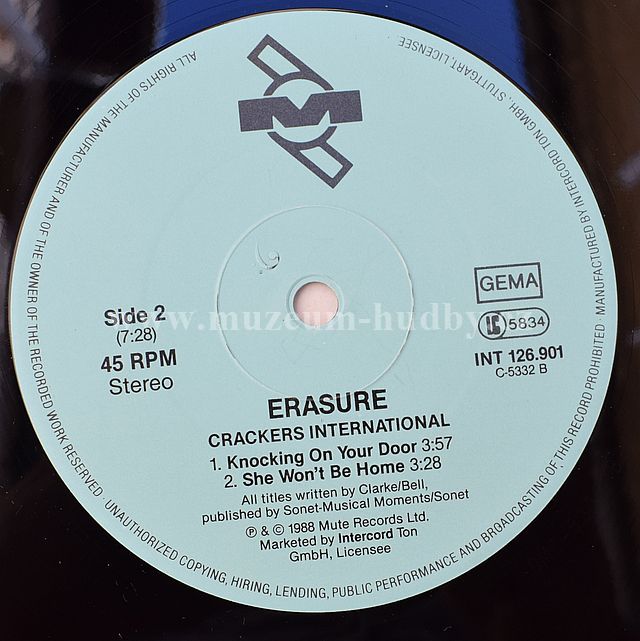 M
Side 2
(7:28)
45 RPM
Stereo
GEMA
LC 5834
INT 126.901
C-5332 B
www.muzeum-hudby.
ERASURE
CRACKERS INTERNATIONAL
1. Knocking On Your Door 3:57
2. She Won't Be Home 3:28
All titles written by Clarke/Bell,
published by Sonet-Musical Moments/Sonet
℗ & © 1988 Mute Records Ltd.
Marketed by Intercord Ton
GmbH, Licensee
ALL RIGHTS OF THE MANUFACTURER AND OF THE OWNER OF THE RECORDED WORK RESERVED · UNAUTHORIZED COPYING, HIRING, LENDING, PUBLIC PERFORMANCE AND BROADCASTING OF THIS RECORD PROHIBITED · MANUFACTURED BY INTERCORD TON GMBH, STUTTGART, LICENSEE